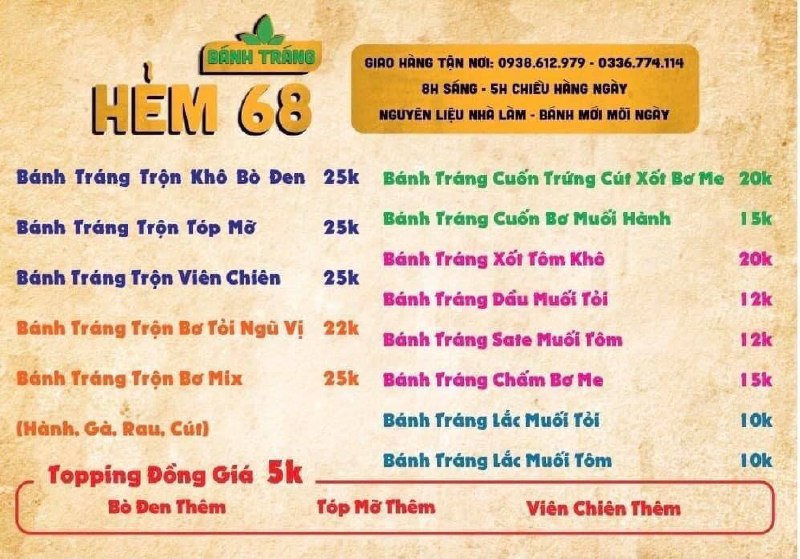 BÁNH TRÁNG
HẺM 68
GIAO HÀNG TẬN NƠI: 0938.612.979 - 0336.774.114
8H SÁNG - 5H CHIỀU HÀNG NGÀY
NGUYÊN LIỆU NHÀ LÀM - BÁNH MỚI MỖI NGÀY
Bánh Tráng Trộn Khô Bò Đen 25k
Bánh Tráng Trộn Tóp Mỡ 25k
Bánh Tráng Trộn Viên Chiên 25k
Bánh Tráng Trộn Bơ Tỏi Ngũ Vị 22k
Bánh Tráng Trộn Bơ Mix 25k
(Hành, Gà, Rau, Cút)
Bánh Tráng Cuốn Trứng Cút Xốt Bơ Me 20k
Bánh Tráng Cuốn Bơ Muối Hành 15k
Bánh Tráng Xốt Tôm Khô 20k
Bánh Tráng Dầu Muối Tỏi 12k
Bánh Tráng Sate Muối Tôm 12k
Bánh Tráng Chấm Bơ Me 15k
Bánh Tráng Lắc Muối Tỏi 10k
Bánh Tráng Lắc Muối Tôm 10k
Topping Đồng Giá 5k
Bò Đen Thêm Tóp Mỡ Thêm Viên Chiên Thêm